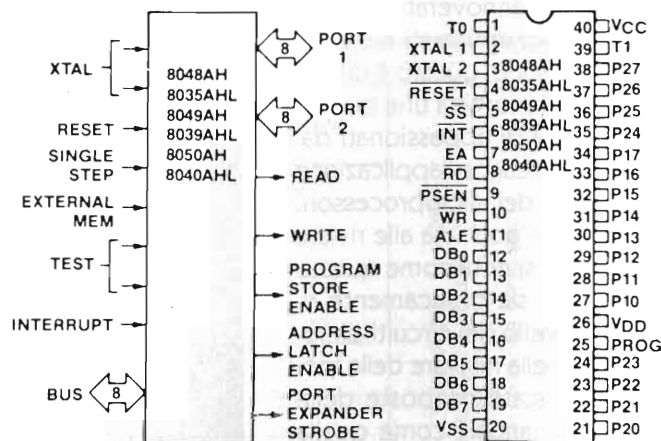 XTAL
RESET
SINGLE
STEP
EXTERNAL
MEM
TEST
INTERRUPT
BUS
8
8048AH
8035AHL
8049AH
8039AHL
8050AH
8040AHL
8
PORT
1
8
PORT
2
READ
WRITE
PROGRAM
STORE
ENABLE
ADDRESS
LATCH
ENABLE
PORT
EXPANDER
STROBE
T0 1
XTAL 1 2
XTAL 2 3
RESET 4
SS 5
INT 6
EA 7
RD 8
PSEN 9
WR 10
ALE 11
DB0 12
DB1 13
DB2 14
DB3 15
DB4 16
DB5 17
DB6 18
DB7 19
VSS 20
8048AH
8035AHL
8049AH
8039AHL
8050AH
8040AHL
40 VCC
39 T1
38 P27
37 P26
36 P25
35 P24
34 P17
33 P16
32 P15
31 P14
30 P13
29 P12
28 P11
27 P10
26 VDD
25 PROG
24 P23
23 P22
22 P21
21 P20